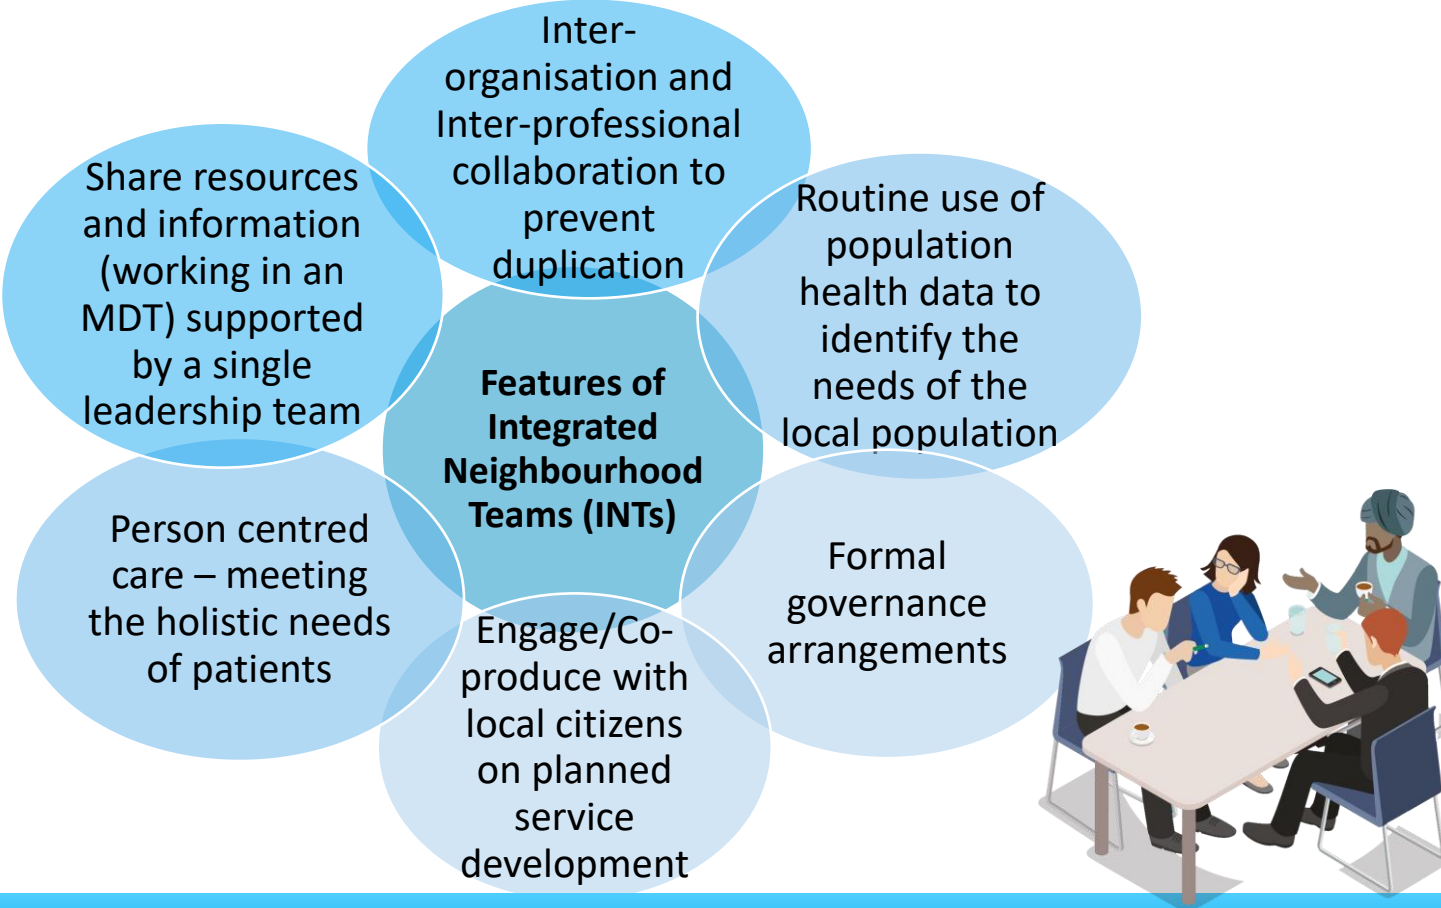 Inter-
organisation and
Inter-professional
collaboration to
prevent
duplication
Routine use of
population
health data to
identify the
needs of the
local population
Formal
governance
arrangements
Engage/Co-
produce with
local citizens
on planned
service
development
Person centred
care – meeting
the holistic needs
of patients
Share resources
and information
(working in an
MDT) supported
by a single
leadership team
Features of
Integrated
Neighbourhood
Teams (INTs)